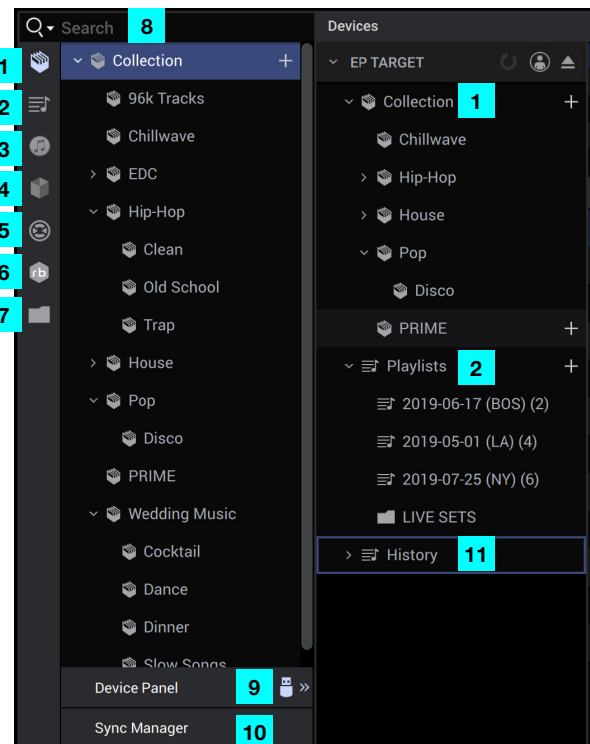 Search 8
1
2
3
4
5
6 rb
7
Collection
96k Tracks
Chillwave
EDC
Hip-Hop
Clean
Old School
Trap
House
Pop
Disco
PRIME
Wedding Music
Cocktail
Dance
Dinner
Slow Songs
Device Panel 9
Sync Manager 10
Devices
EP TARGET
Collection 1
Chillwave
Hip-Hop
House
Pop
Disco
PRIME
Playlists 2
2019-06-17 (BOS) (2)
2019-05-01 (LA) (4)
2019-07-25 (NY) (6)
LIVE SETS
History 11